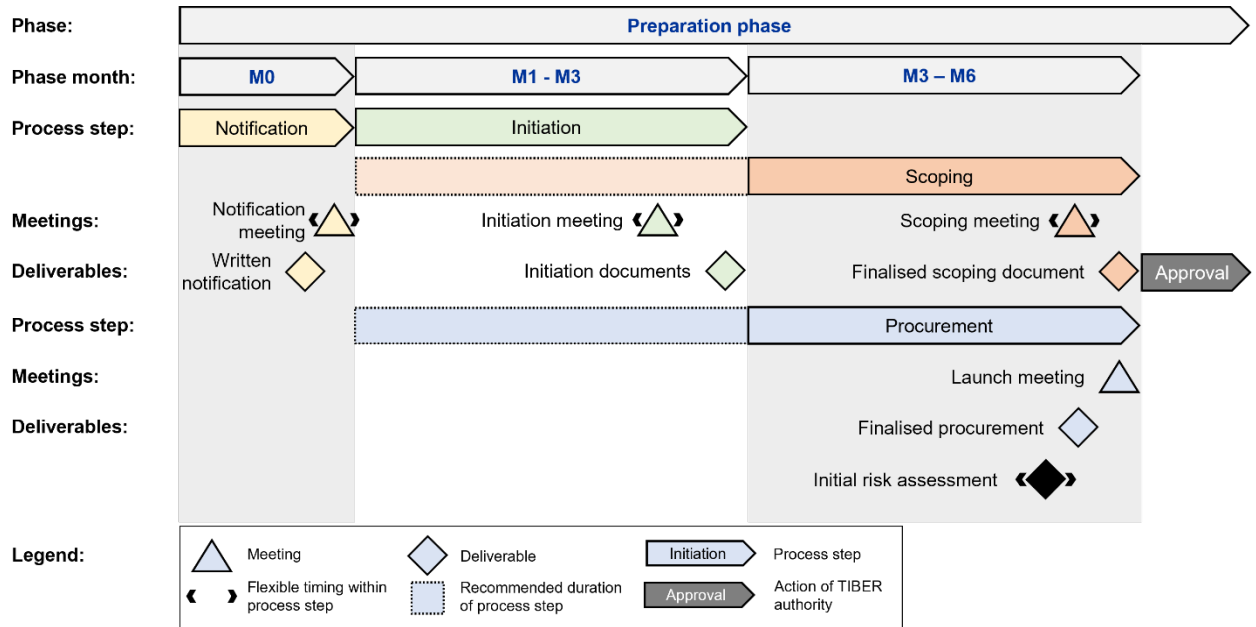 Phase:
Preparation phase
Phase month:
M0
M1 - M3
M3 – M6
Process step:
Notification
Initiation
Scoping
Meetings:
Notification
meeting
Initiation meeting
Scoping meeting
Deliverables:
Written
notification
Initiation documents
Finalised scoping document
Approval
Process step:
Procurement
Meetings:
Launch meeting
Deliverables:
Finalised procurement
Initial risk assessment
Legend:
Meeting
Deliverable
Initiation
Process step
Flexible timing within
process step
Recommended duration
of process step
Approval
Action of TIBER
authority